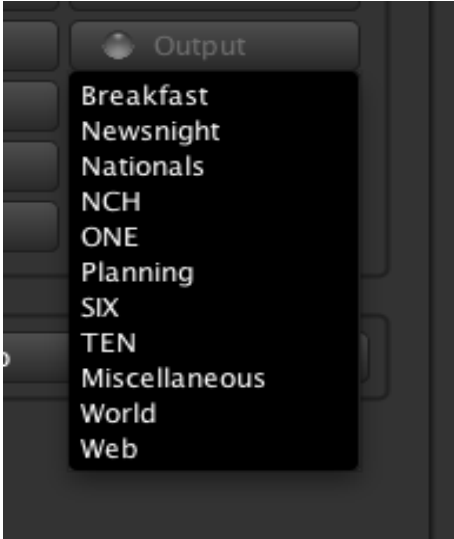 Output
Breakfast
Newsnight
Nationals
NCH
ONE
Planning
SIX
TEN
Miscellaneous
World
Web